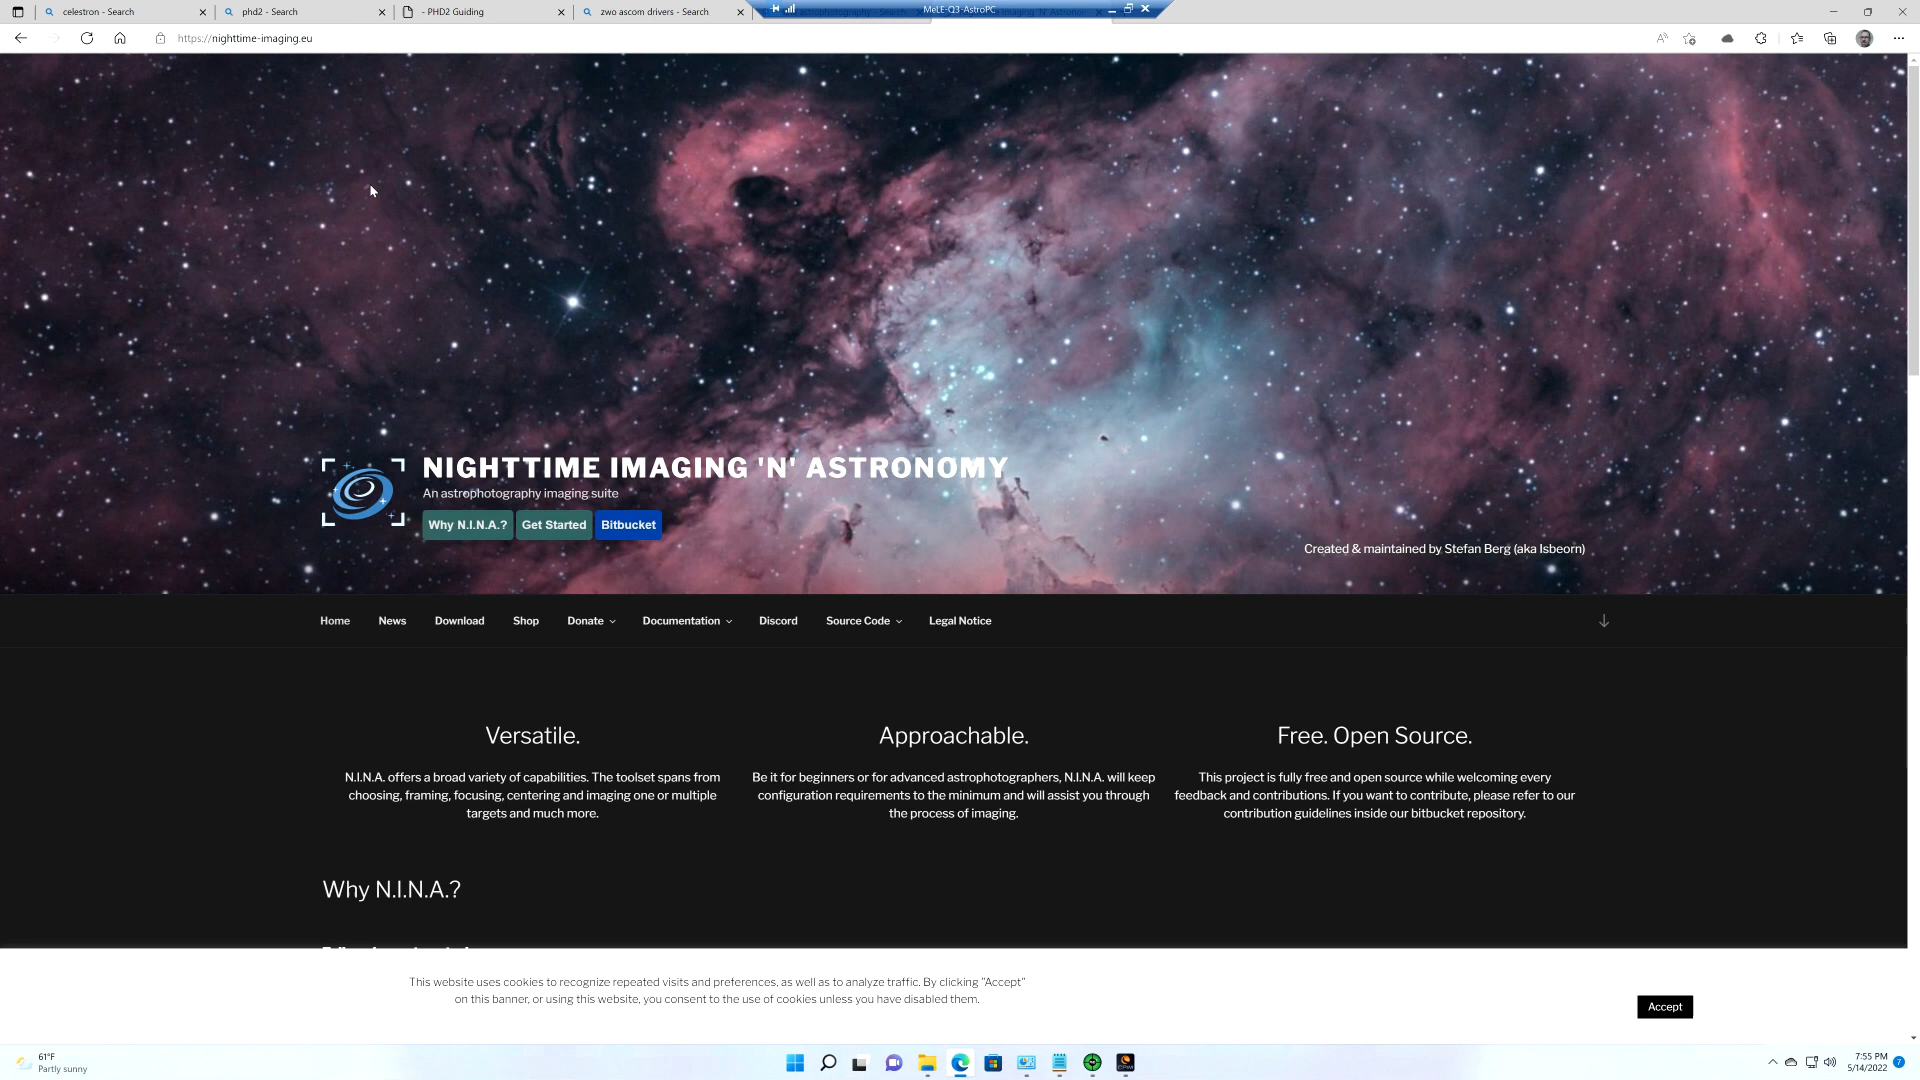 celestron - Search
phd2 - Search
- PHD2 Guiding
zwo ascom drivers - Search
MeLE-Q3-AstroPC
https://nighttime-imaging.eu
NIGHTTIME IMAGING 'N' ASTRONOMY
An astrophotography imaging suite
Why N.I.N.A.?
Get Started
Bitbucket
Created & maintained by Stefan Berg (aka Isbeorn)
Home
News
Download
Shop
Donate
Documentation
Discord
Source Code
Legal Notice
Versatile.
N.I.N.A. offers a broad variety of capabilities. The toolset spans from
choosing, framing, focusing, centering and imaging one or multiple
targets and much more.
Approachable.
Be it for beginners or for advanced astrophotographers, N.I.N.A. will keep
configuration requirements to the minimum and will assist you through
the process of imaging.
Free. Open Source.
This project is fully free and open source while welcoming every
feedback and contributions. If you want to contribute, please refer to our
contribution guidelines inside our bitbucket repository.
Why N.I.N.A.?
This website uses cookies to recognize repeated visits and preferences, as well as to analyze traffic. By clicking "Accept"
on this banner, or using this website, you consent to the use of cookies unless you have disabled them.
Accept
61°F
Partly sunny
7:55 PM
5/14/2022
7